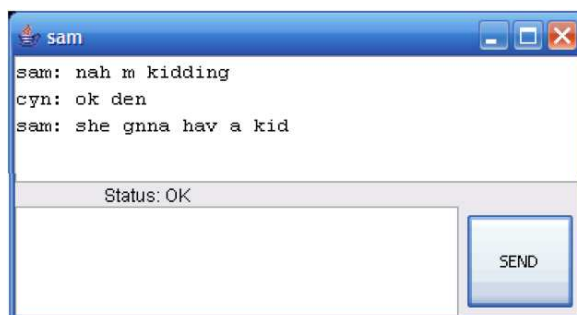 sam
sam: nah m kidding
cyn: ok den
sam: she gnna hav a kid
Status: OK
SEND